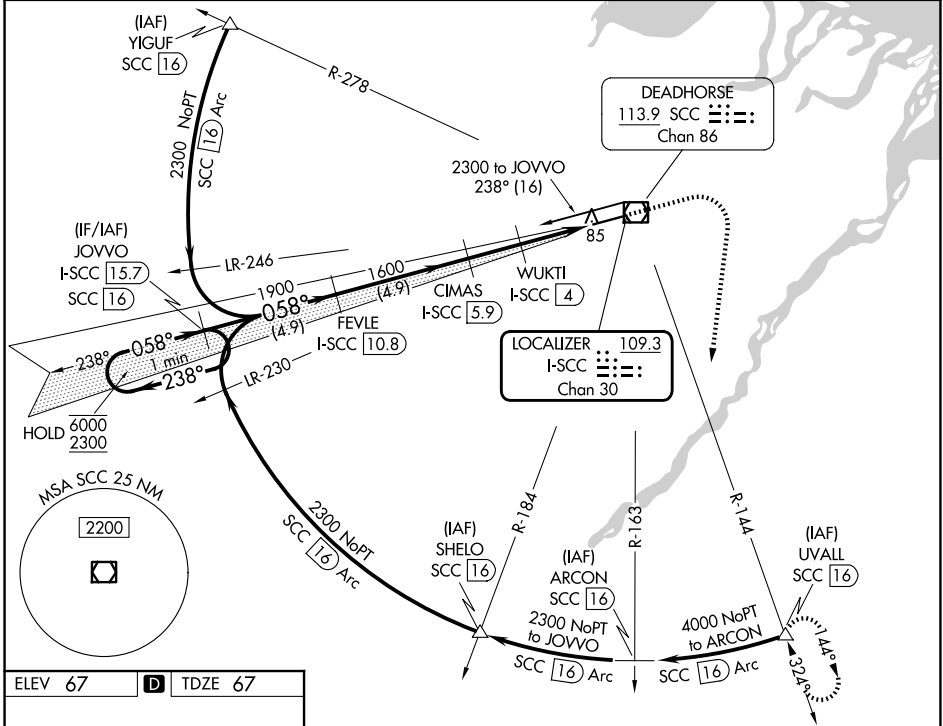 (IAF)
YIGUF
SCC 16
R-278
2300 NoPT
SCC 16 Arc
DEADHORSE
113.9 SCC
Chan 86
2300 to JOVVO
238° (16)
85
(IF/IAF)
JOVVO
I-SCC 15.7
SCC 16
LR-246
1900
1600
058°
(4.9)
(4.9)
FEVLE
I-SCC 10.8
CIMAS
I-SCC 5.9
WUKTI
I-SCC 4
238°
058°
1 min
238°
LR-230
HOLD 6000
2300
LOCALIZER 109.3
I-SCC
Chan 30
MSA SCC 25 NM
2200
2300 NoPT
SCC 16 Arc
R-184
R-163
R-144
(IAF)
SHELO
SCC 16
(IAF)
ARCON
SCC 16
(IAF)
UVALL
SCC 16
2300 NoPT
to JOVVO
SCC 16 Arc
4000 NoPT
to ARCON
SCC 16 Arc
144°
324°
ELEV 67 D TDZE 67